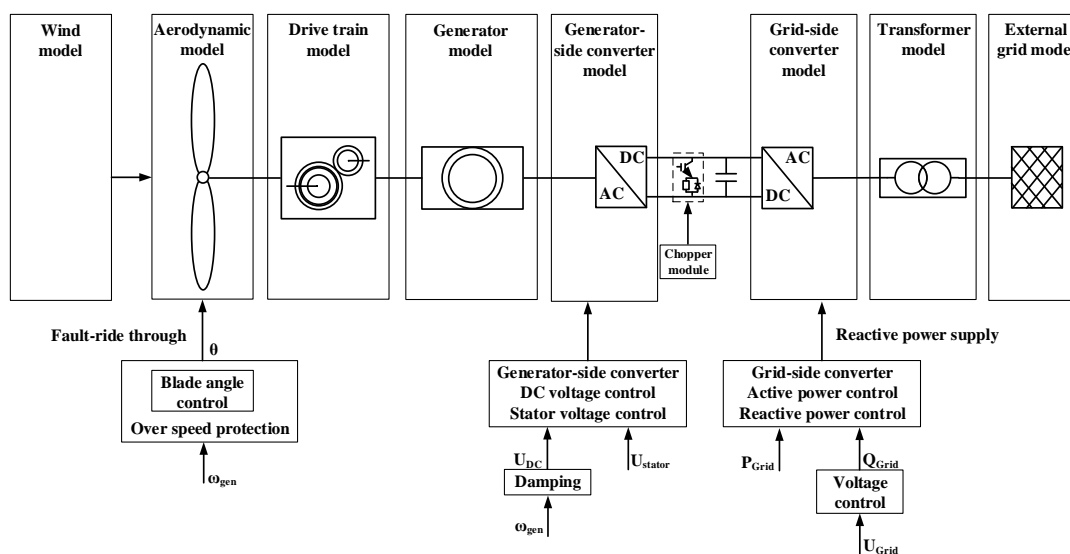 Wind
model
Aerodynamic
model
Drive train
model
Generator
model
Generator-
side converter
model
Grid-side
converter
model
Transformer
model
External
grid model
DC
AC
AC
DC
Chopper
module
Fault-ride through
θ
Blade angle
control
Over speed protection
ωgen
Generator-side converter
DC voltage control
Stator voltage control
UDC
Ustator
Damping
ωgen
Reactive power supply
Grid-side converter
Active power control
Reactive power control
PGrid
QGrid
Voltage
control
UGrid